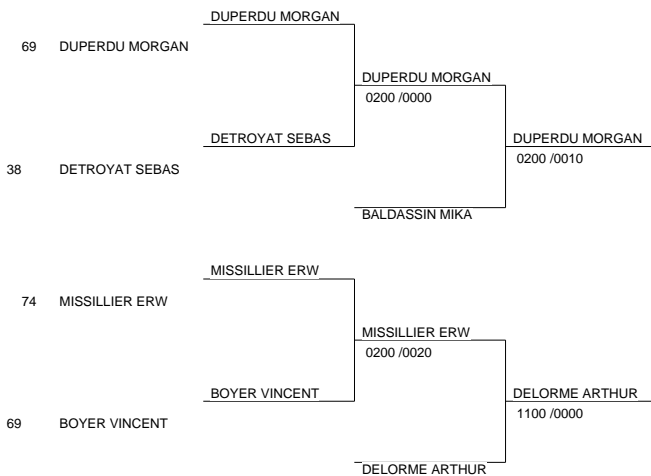 DUPERDU MORGAN
69 DUPERDU MORGAN
DUPERDU MORGAN
0200 /0000
DETROYAT SEBAS
DUPERDU MORGAN
0200 /0010
38 DETROYAT SEBAS
BALDASSIN MIKA
MISSILLIER ERW
74 MISSILLIER ERW
MISSILLIER ERW
0200 /0020
BOYER VINCENT
DELORME ARTHUR
1100 /0000
69 BOYER VINCENT
DELORME ARTHUR